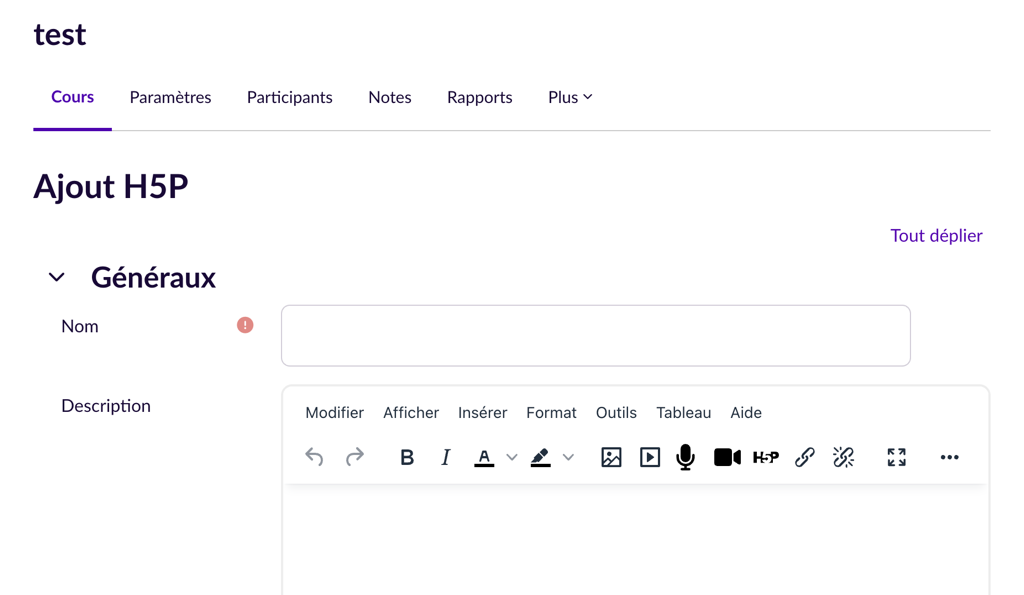 test
Cours Paramètres Participants Notes Rapports Plus
Ajout H5P
Tout déplier
Généraux
Nom
Description
Modifier Afficher Insérer Format Outils Tableau Aide
B I A H5P